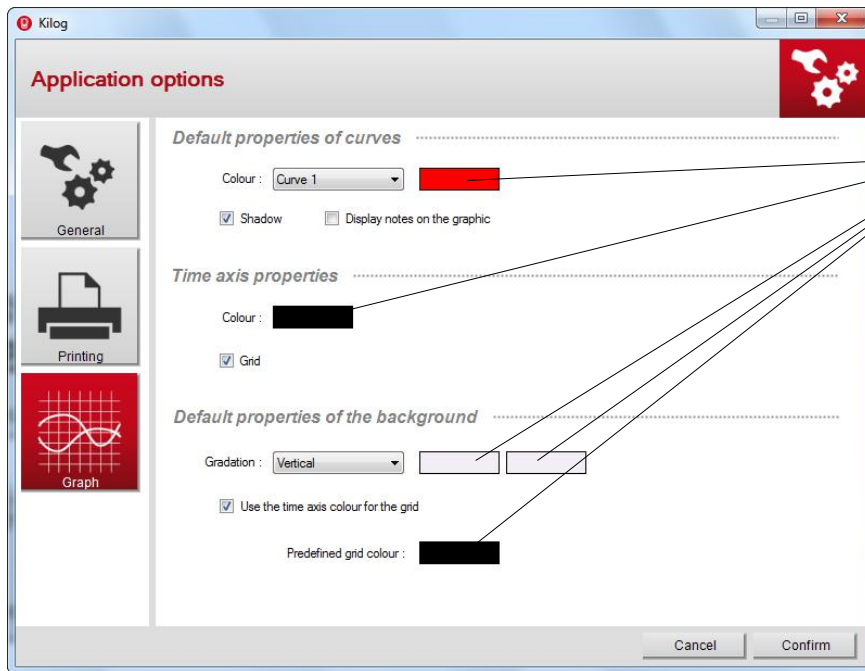 Kilog
Application options
General
Printing
Graph
Default properties of curves
Colour : Curve 1
Shadow Display notes on the graphic
Time axis properties
Colour :
Grid
Default properties of the background
Gradation : Vertical
Use the time axis colour for the grid
Predefined grid colour :
Cancel Confirm